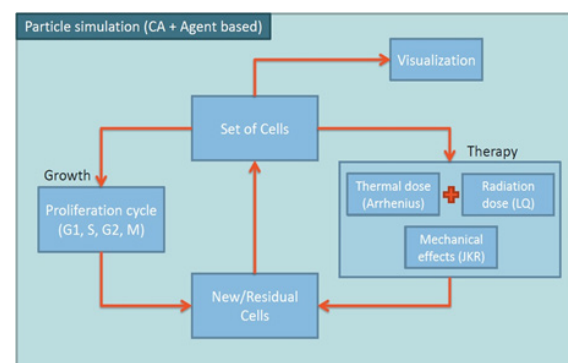 Particle simulation (CA + Agent based)
Visualization
Set of Cells
Growth
Therapy
Proliferation cycle
(G1, S, G2, M)
Thermal dose
(Arrhenius)
Radiation
dose (LQ)
Mechanical
effects (JKR)
New/Residual
Cells